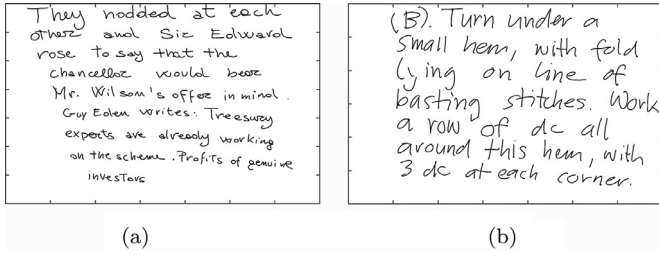 They nodded at each
other and Sir Edward
rose to say that the
chancellor would bear
Mr. Wilson's offer in mind.
Guy Eden writes: Treasury
experts are already working
on the scheme. Profits of genuine
investors
(a)
(B). Turn under a
small hem, with fold
lying on line of
basting stitches. Work
a row of dc all
around this hem, with
3 dc at each corner.
(b)